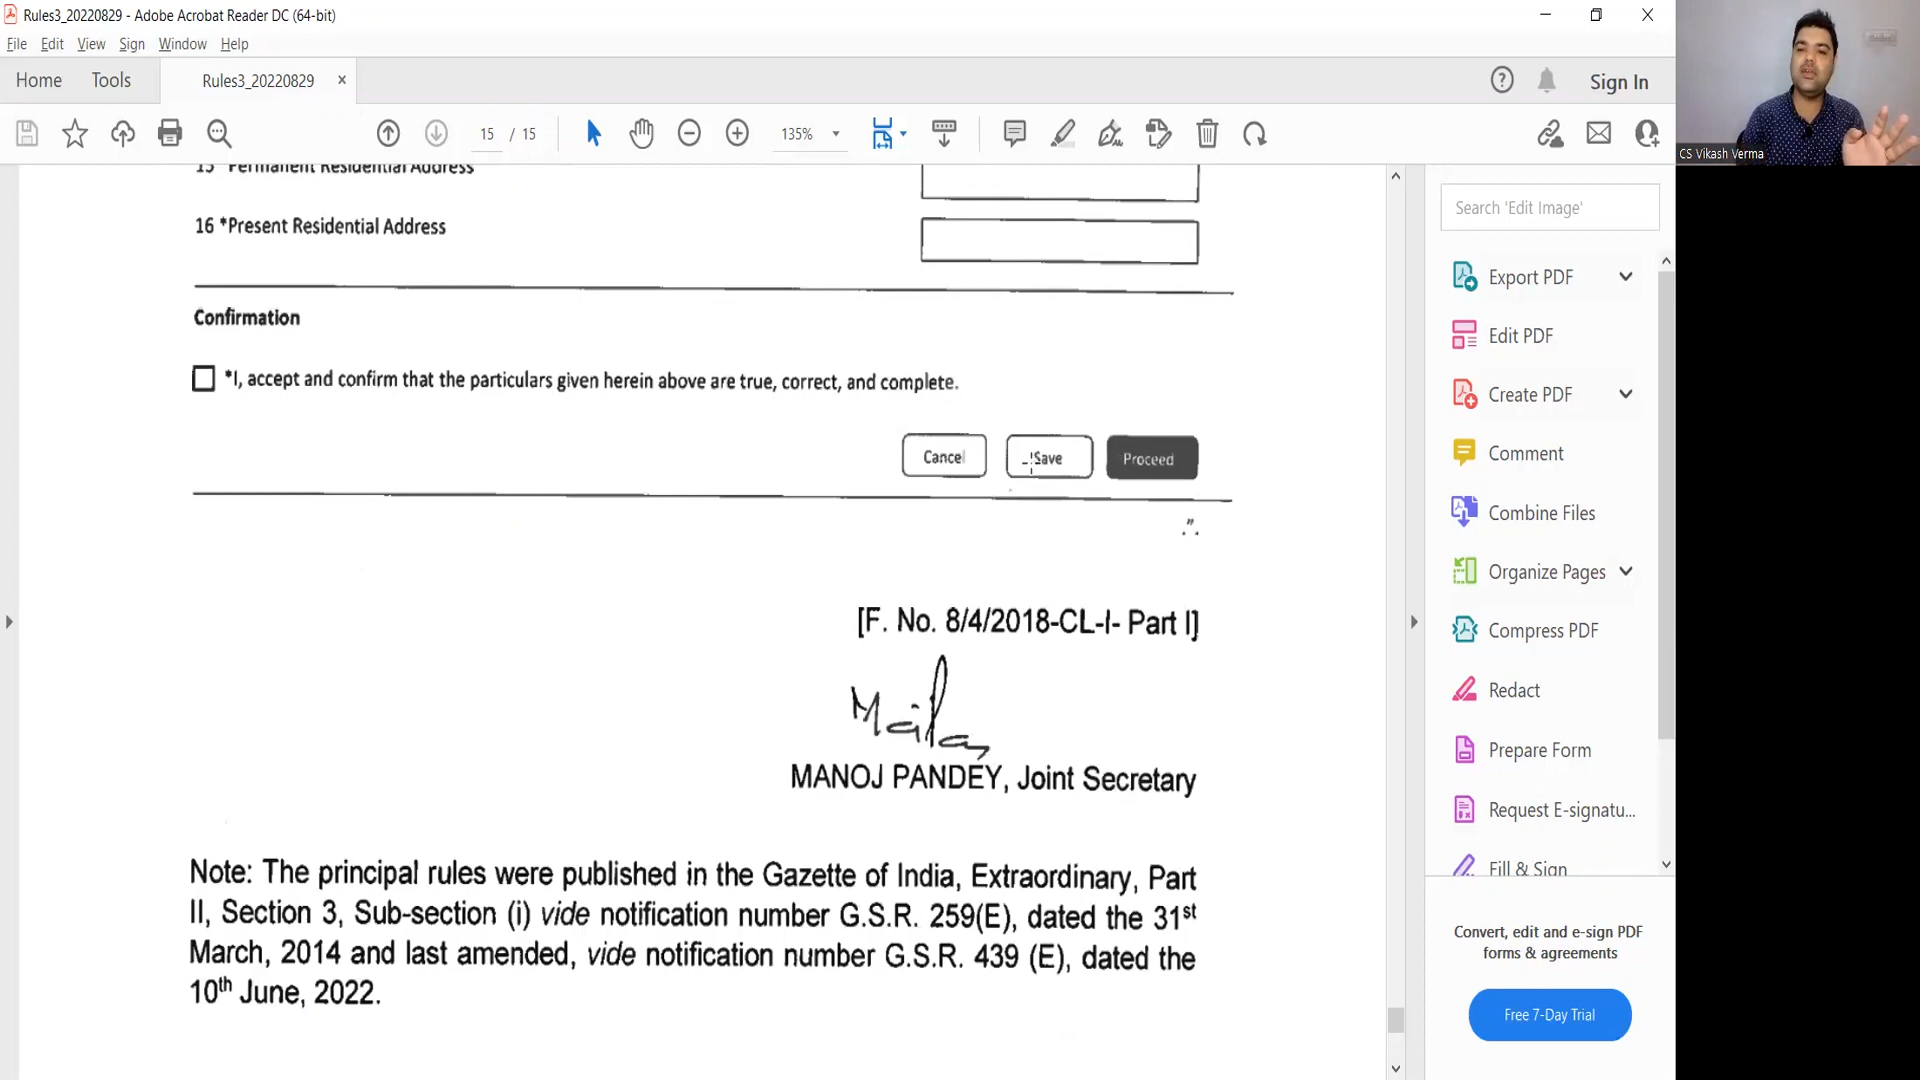 Rules3_20220829 - Adobe Acrobat Reader DC (64-bit)
File Edit View Sign Window Help
Home Tools Rules3_20220829 Sign In
15 / 15 135%
CS Vikash Verma
15 *Permanent Residential Address
16 *Present Residential Address
Confirmation
*I, accept and confirm that the particulars given herein above are true, correct, and complete.
Cancel Save Proceed
".
[F. No. 8/4/2018-CL-I- Part I]
MANOJ PANDEY, Joint Secretary
Note: The principal rules were published in the Gazette of India, Extraordinary, Part
II, Section 3, Sub-section (i) vide notification number G.S.R. 259(E), dated the 31st
March, 2014 and last amended, vide notification number G.S.R. 439 (E), dated the
10th June, 2022.
Search 'Edit Image'
Export PDF
Edit PDF
Create PDF
Comment
Combine Files
Organize Pages
Compress PDF
Redact
Prepare Form
Request E-signatu...
Fill & Sign
Convert, edit and e-sign PDF
forms & agreements
Free 7-Day Trial